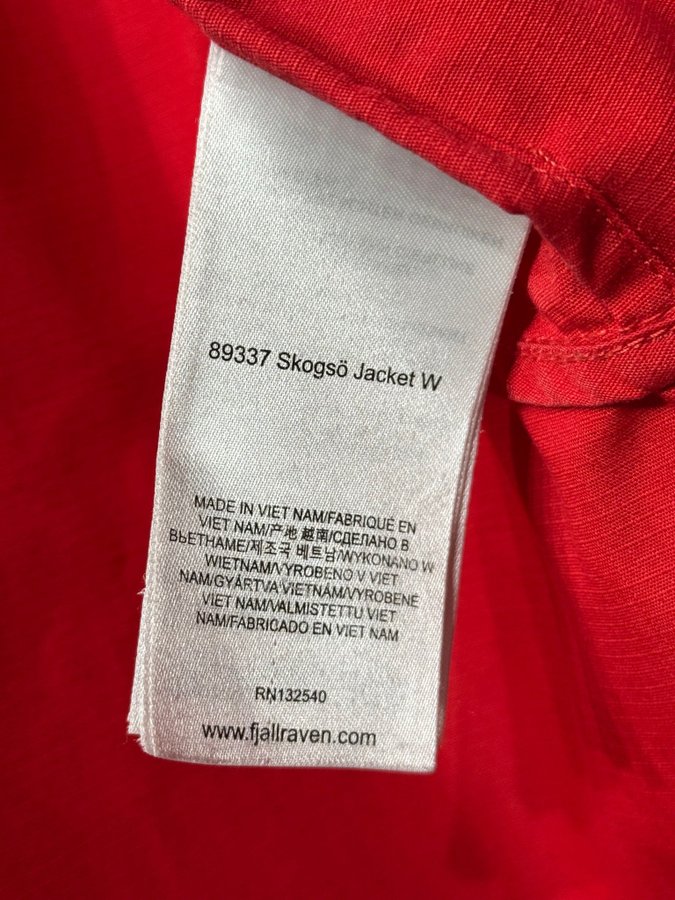 89337 Skogsö Jacket W
MADE IN VIET NAM/FABRIQUÉ EN
VIET NAM/产地 越南/СДЕЛАНО В
ВЬЕТНАМЕ/제조국 베트남/WYKONANO W
WIETNAM/VYROBENO V VIET
NAM/GYÁRTVA VIETNAM/VYROBENÉ
VIET NAM/VALMISTETTU VIET
NAM/FABRICADO EN VIET NAM
RN132540
www.fjallraven.com